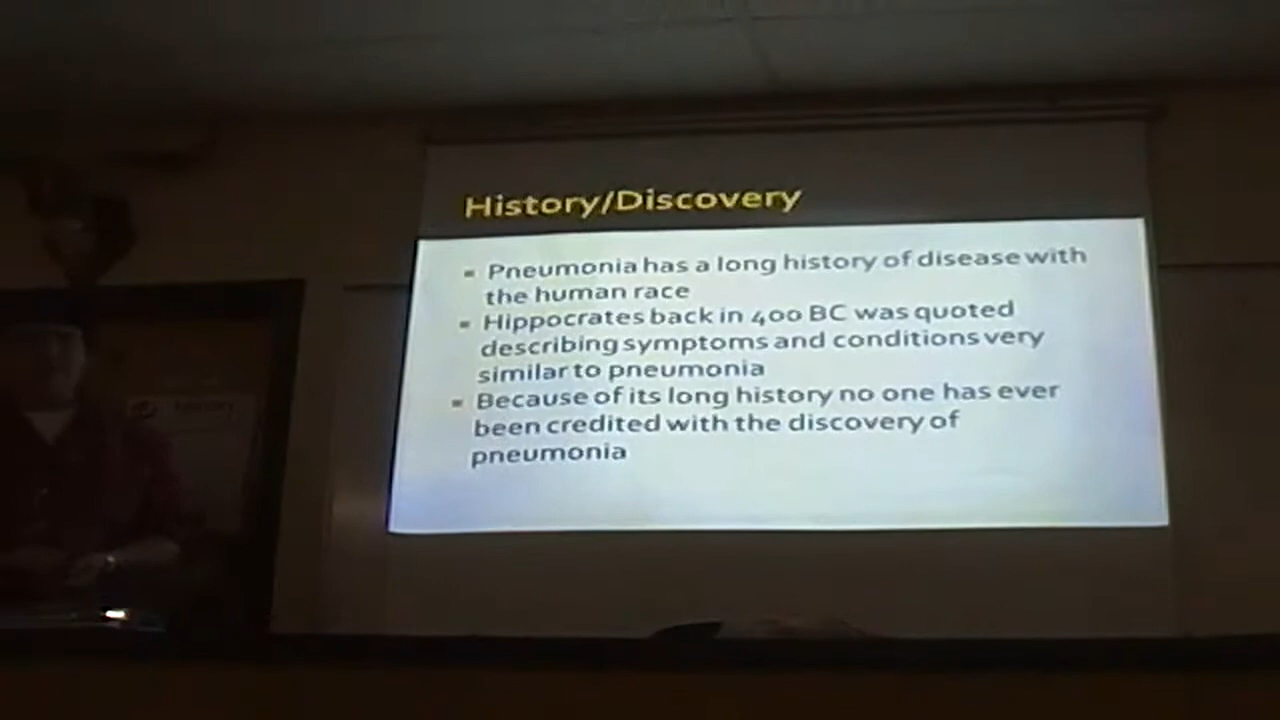 History/Discovery
Pneumonia has a long history of disease with
the human race
Hippocrates back in 400 BC was quoted
describing symptoms and conditions very
similar to pneumonia
Because of its long history no one has ever
been credited with the discovery of
pneumonia